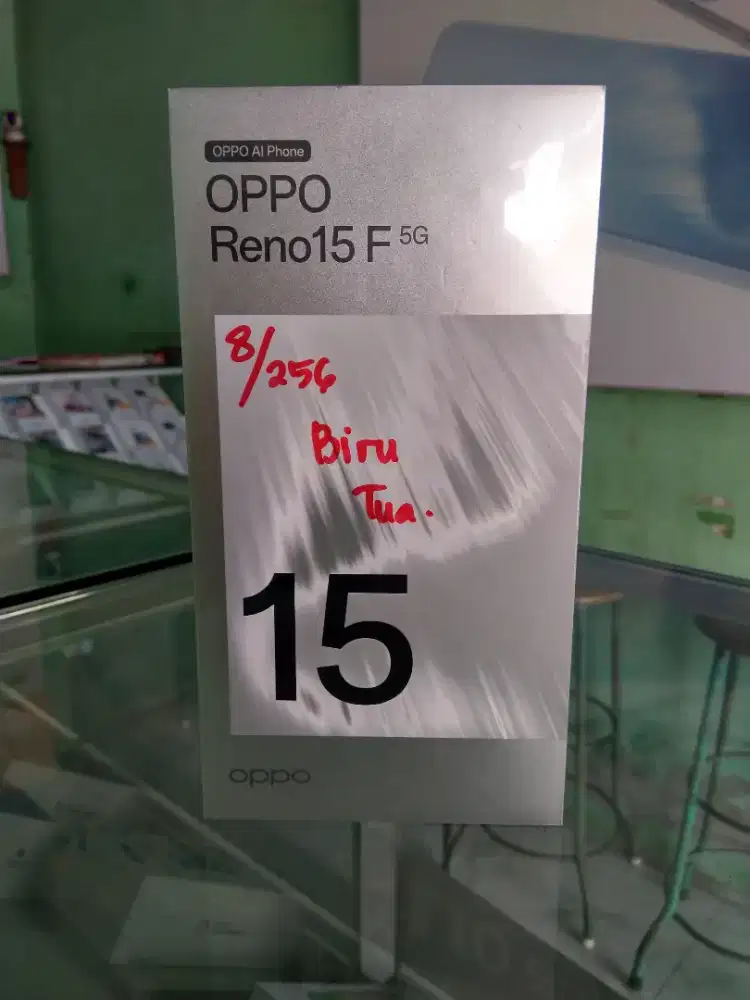 OPPO AI Phone
OPPO
Reno15 F 5G
8/256
Biru
Tua.
15
oppo